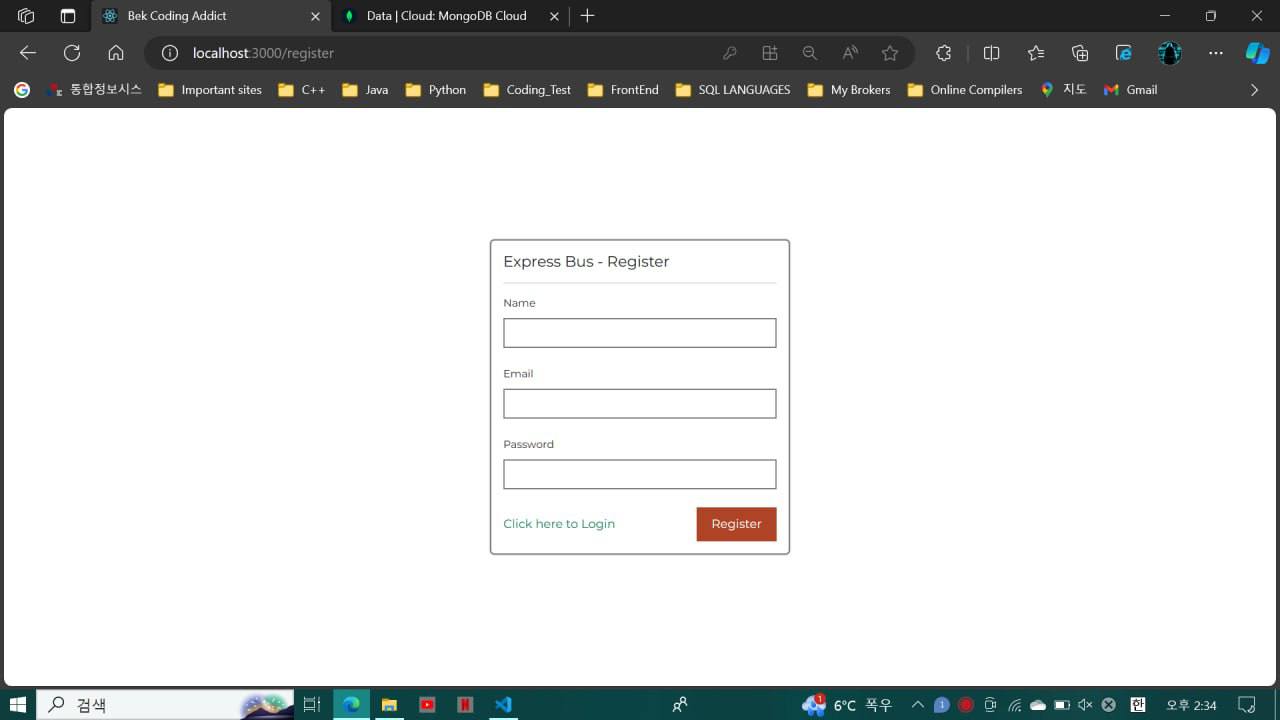 Bek Coding Addict
Data | Cloud: MongoDB Cloud
localhost:3000/register
통합정보시스
Important sites
C++
Java
Python
Coding_Test
FrontEnd
SQL LANGUAGES
My Brokers
Online Compilers
지도
Gmail
Express Bus - Register
Name
Email
Password
Click here to Login
Register
검색
1
6°C 폭우
1
한
오후 2:34